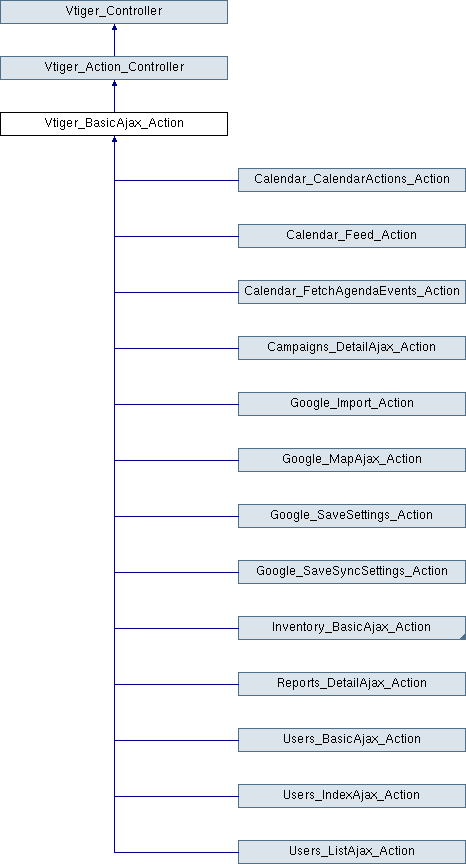 Vtiger_Controller
Vtiger_Action_Controller
Vtiger_BasicAjax_Action
Calendar_CalendarActions_Action
Calendar_Feed_Action
Calendar_FetchAgendaEvents_Action
Campaigns_DetailAjax_Action
Google_Import_Action
Google_MapAjax_Action
Google_SaveSettings_Action
Google_SaveSyncSettings_Action
Inventory_BasicAjax_Action
Reports_DetailAjax_Action
Users_BasicAjax_Action
Users_IndexAjax_Action
Users_ListAjax_Action